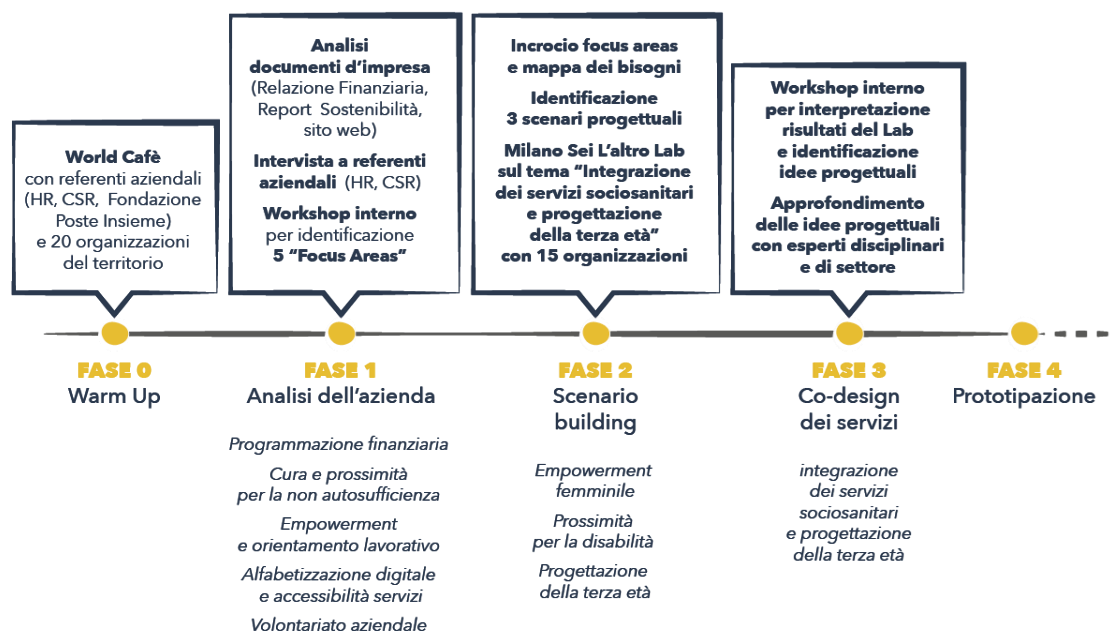 World Cafè
con referenti aziendali
(HR, CSR, Fondazione
Poste Insieme)
e 20 organizzazioni
del territorio
Analisi
documenti d'impresa
(Relazione Finanziaria,
Report Sostenibilità,
sito web)
Intervista a referenti
aziendali (HR, CSR)
Workshop interno
per identificazione
5 "Focus Areas"
Incrocio focus areas
e mappa dei bisogni
Identificazione
3 scenari progettuali
Milano Sei L'altro Lab
sul tema "Integrazione
dei servizi sociosanitari
e progettazione
della terza età"
con 15 organizzazioni
Workshop interno
per interpretazione
risultati del Lab
e identificazione
idee progettuali
Approfondimento
delle idee progettuali
con esperti disciplinari
e di settore
FASE 0
Warm Up
FASE 1
Analisi dell'azienda
Programmazione finanziaria
Cura e prossimità
per la non autosufficienza
Empowerment
e orientamento lavorativo
Alfabetizzazione digitale
e accessibilità servizi
Volontariato aziendale
FASE 2
Scenario
building
Empowerment
femminile
Prossimità
per la disabilità
Progettazione
della terza età
FASE 3
Co-design
dei servizi
integrazione
dei servizi
sociosanitari
e progettazione
della terza età
FASE 4
Prototipazione